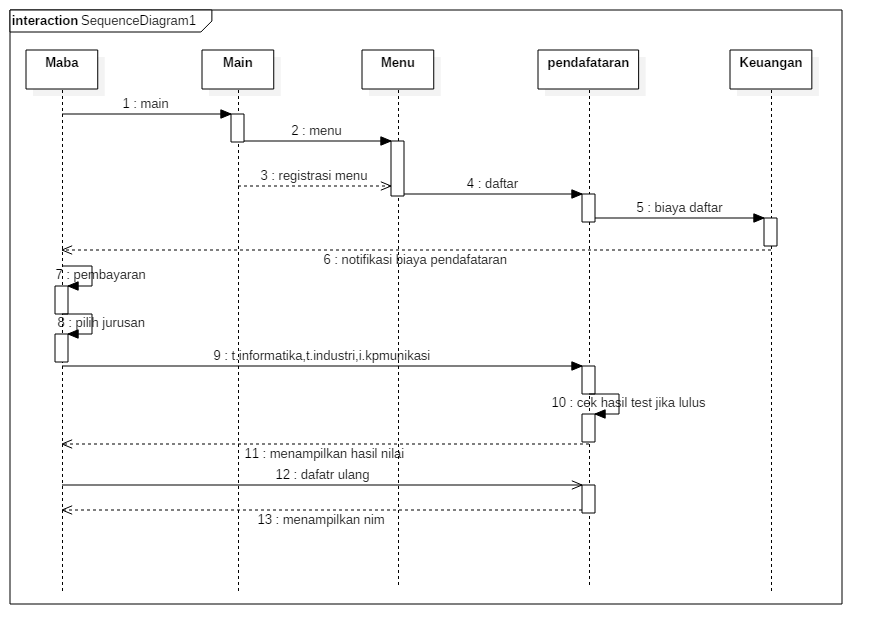 interaction SequenceDiagram1
Maba
Main
Menu
pendafataran
Keuangan
1 : main
2 : menu
3 : registrasi menu
4 : daftar
5 : biaya daftar
6 : notifikasi biaya pendafataran
7 : pembayaran
8 : pilih jurusan
9 : t.informatika,t.industri,i.kpmunikasi
10 : cek hasil test jika lulus
11 : menampilkan hasil nilai
12 : dafatr ulang
13 : menampilkan nim